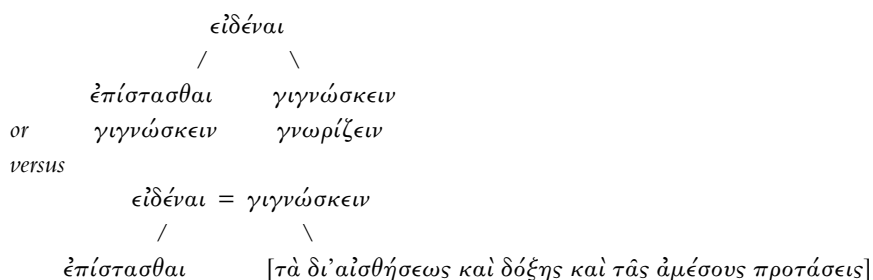 εἰδέναι
/ \
ἐπίστασθαι γιγνώσκειν
or γιγνώσκειν γνωρίζειν
versus
εἰδέναι = γιγνώσκειν
/ \
ἐπίστασθαι [τὰ δι'αἰσθήσεως καὶ δόξης καὶ τᾶς ἀμέσους προτάσεις]